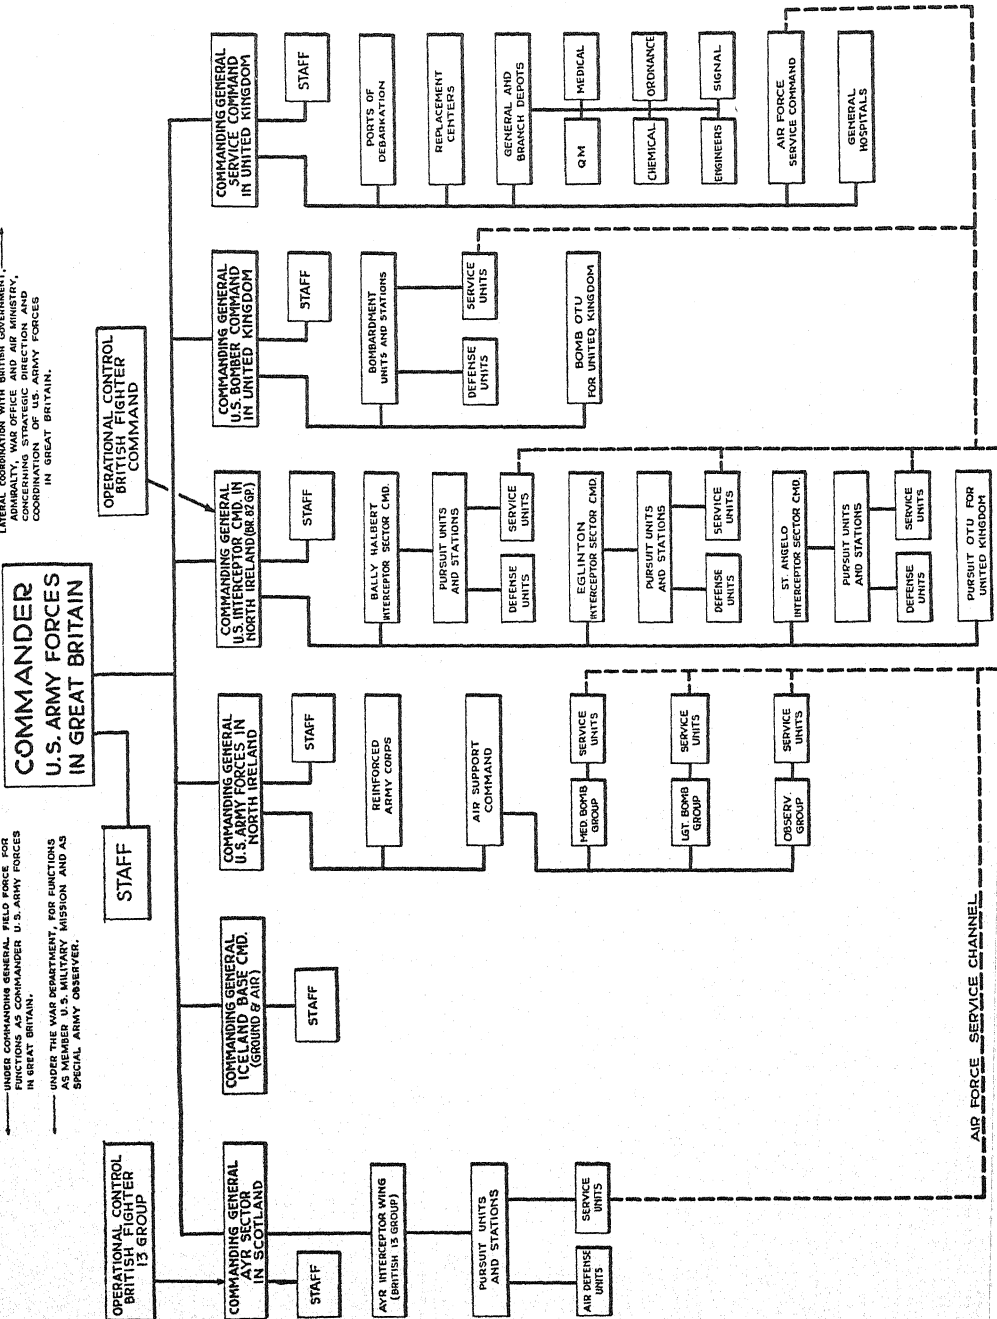 UNDER COMMANDING GENERAL FIELD FORCE FOR
FUNCTIONS AS COMMANDER U.S. ARMY FORCES
IN GREAT BRITAIN.
UNDER THE WAR DEPARTMENT, FOR FUNCTIONS
AS MEMBER U.S. MILITARY MISSION AND AS
SPECIAL ARMY OBSERVER.
COMMANDER
U.S. ARMY FORCES
IN GREAT BRITAIN
LATERAL COORDINATION WITH BRITISH GOVERNMENT,
ADMIRALTY, WAR OFFICE AND AIR MINISTRY,
CONCERNING STRATEGIC DIRECTION AND
COORDINATION OF U.S. ARMY FORCES
IN GREAT BRITAIN.
STAFF
OPERATIONAL CONTROL
BRITISH FIGHTER
13 GROUP
OPERATIONAL CONTROL
BRITISH FIGHTER
COMMAND
COMMANDING GENERAL
AYR SECTOR
IN SCOTLAND
STAFF
AYR INTERCEPTOR WING
(BRITISH 13 GROUP)
PURSUIT UNITS
AND STATIONS
AIR DEFENSE
UNITS
SERVICE
UNITS
COMMANDING GENERAL
ICELAND BASE CMD.
(GROUND & AIR)
STAFF
COMMANDING GENERAL
U.S. ARMY FORCES IN
NORTH IRELAND
STAFF
REINFORCED
ARMY CORPS
AIR SUPPORT
COMMAND
MED. BOMB
GROUP
SERVICE
UNITS
LGT. BOMB
GROUP
SERVICE
UNITS
OBSERV.
GROUP
SERVICE
UNITS
COMMANDING GENERAL
U.S. INTERCEPTOR CMD. IN
NORTH IRELAND (BR. 82 GP.)
STAFF
BALLY HALBERT
INTERCEPTOR SECTOR CMD.
PURSUIT UNITS
AND STATIONS
DEFENSE
UNITS
SERVICE
UNITS
EGLINTON
INTERCEPTOR SECTOR CMD.
PURSUIT UNITS
AND STATIONS
DEFENSE
UNITS
SERVICE
UNITS
ST. ANGELO
INTERCEPTOR SECTOR CMD.
PURSUIT UNITS
AND STATIONS
DEFENSE
UNITS
SERVICE
UNITS
PURSUIT OTU FOR
UNITED KINGDOM
COMMANDING GENERAL
U.S. BOMBER COMMAND
IN UNITED KINGDOM
STAFF
BOMBARDMENT
UNITS AND STATIONS
DEFENSE
UNITS
SERVICE
UNITS
BOMB OTU
FOR UNITED KINGDOM
COMMANDING GENERAL
SERVICE COMMAND
IN UNITED KINGDOM
STAFF
PORTS OF
DEBARKATION
REPLACEMENT
CENTERS
GENERAL AND
BRANCH DEPOTS
QM
MEDICAL
CHEMICAL
ORDNANCE
ENGINEERS
SIGNAL
AIR FORCE
SERVICE COMMAND
GENERAL
HOSPITALS
AIR FORCE SERVICE CHANNEL